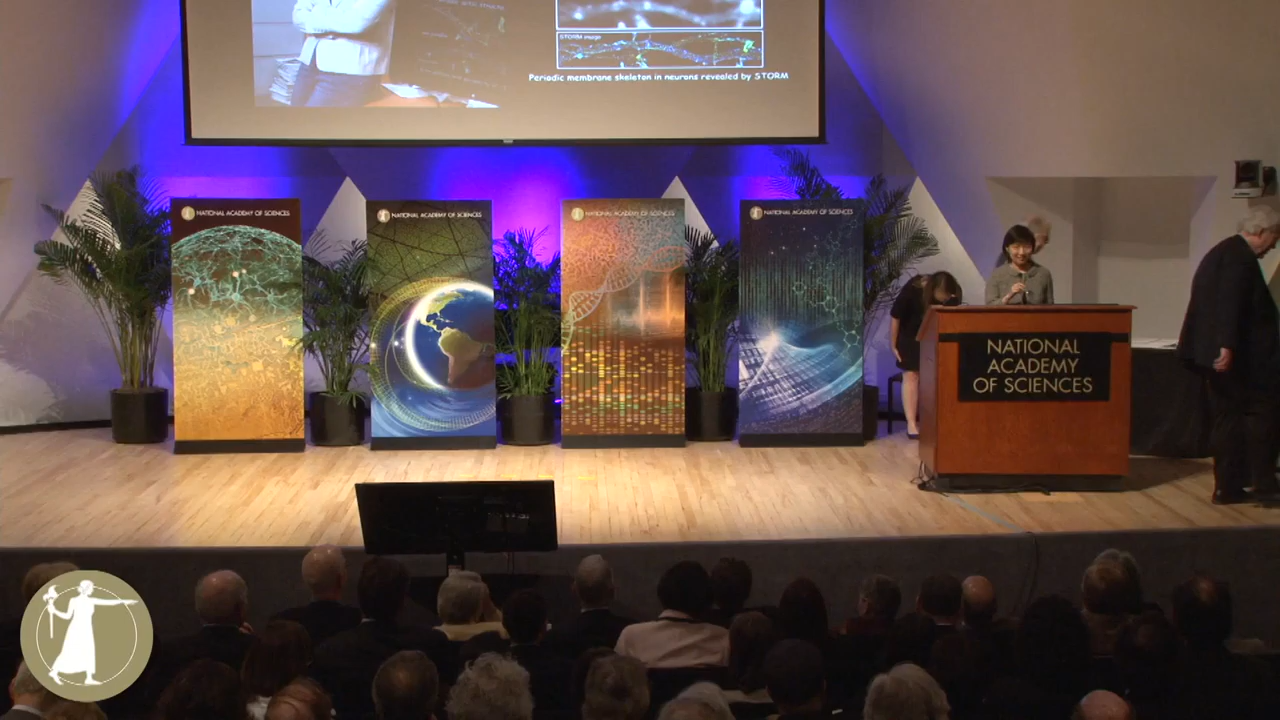 STORM image
Periodic membrane skeleton in neurons revealed by STORM
NATIONAL ACADEMY OF SCIENCES
NATIONAL ACADEMY OF SCIENCES
NATIONAL ACADEMY OF SCIENCES
NATIONAL ACADEMY OF SCIENCES
NATIONAL
ACADEMY
OF SCIENCES